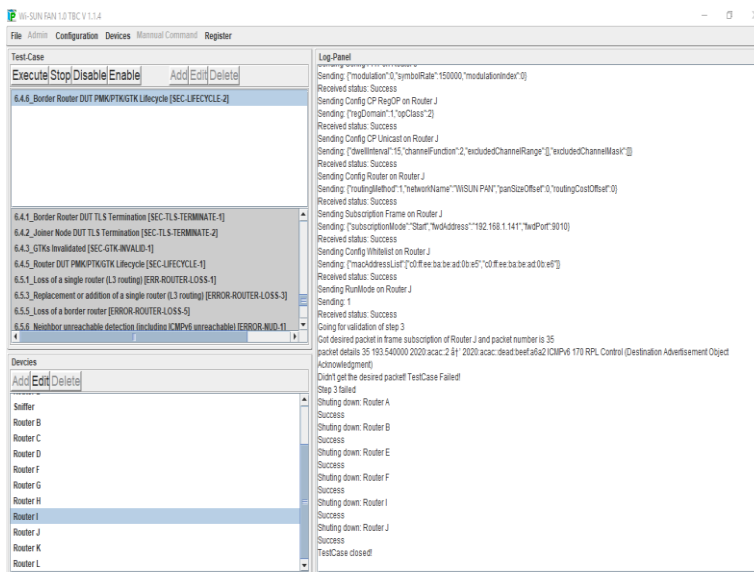 Wi-SUN FAN 1.0 TBC V 1.1.4
File Admin Configuration Devices Mannual Command Register
Test-Case
Execute Stop Disable Enable Add Edit Delete
6.4.6_Border Router DUT PMK/PTK/GTK Lifecycle [SEC-LIFECYCLE-2]
6.4.1_Border Router DUT TLS Termination [SEC-TLS-TERMINATE-1]
6.4.2_Joiner Node DUT TLS Termination [SEC-TLS-TERMINATE-2]
6.4.3_GTKs Invalidated [SEC-GTK-INVALID-1]
6.4.5_Router DUT PMK/PTK/GTK Lifecycle [SEC-LIFECYCLE-1]
6.5.1_Loss of a single router (L3 routing) [ERR-ROUTER-LOSS-1]
6.5.3_Replacement or addition of a single router (L3 routing) [ERROR-ROUTER-LOSS-3]
6.5.5_Loss of a border router [ERROR-ROUTER-LOSS-5]
6.5.6_Neighbor unreachable detection (including ICMPv6 unreachable) [ERROR-NUD-1]
Devcies
Add Edit Delete
Sniffer
Router B
Router C
Router D
Router F
Router G
Router H
Router I
Router J
Router K
Router L
Log-Panel
Sending: {"modulation":0,"symbolRate":150000,"modulationIndex":0}
Received status: Success
Sending Config CP RegOP on Router J
Sending: {"regDomain":1,"opClass":2}
Received status: Success
Sending Config CP Unicast on Router J
Sending: {"dwellInterval":15,"channelFunction":2,"excludedChannelRange":[],"excludedChannelMask":[]}
Received status: Success
Sending Config Router on Router J
Sending: {"routingMethod":1,"networkName":"WiSUN PAN","panSizeOffset":0,"routingCostOffset":0}
Received status: Success
Sending Subscription Frame on Router J
Sending: {"subscriptionMode":"Start","fwdAddress":"192.168.1.141","fwdPort":9010}
Received status: Success
Sending Config Whitelist on Router J
Sending: {"macAddressList":["c0:ff:ee:ba:be:ad:0b:e5","c0:ff:ee:ba:be:ad:0b:e6"]}
Received status: Success
Sending RunMode on Router J
Sending: 1
Received status: Success
Going for validation of step 3
Got desired packet in frame subscription of Router J and packet number is 35
packet details 35 193.540000 2020:acac::2 â†’ 2020:acac::dead:beef:a6a2 ICMPv6 170 RPL Control (Destination Advertisement Object
Acknowledgment)
Didn't get the desired packet! TestCase Failed!
Step 3 failed
Shuting down: Router A
Success
Shuting down: Router B
Success
Shuting down: Router E
Success
Shuting down: Router F
Success
Shuting down: Router I
Success
Shuting down: Router J
Success
TestCase closed!